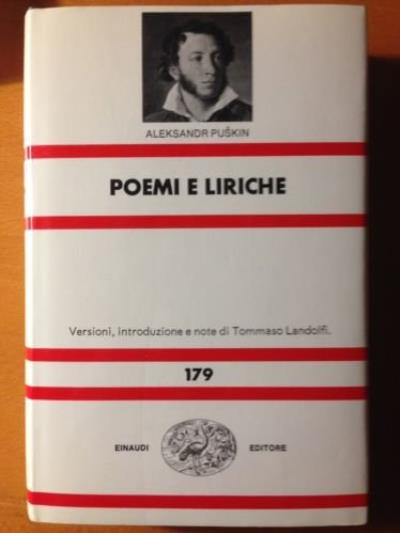 ALEKSANDR PUŠKIN
POEMI E LIRICHE
Versioni, introduzione e note di Tommaso Landolfi.
179
EINAUDI EDITORE